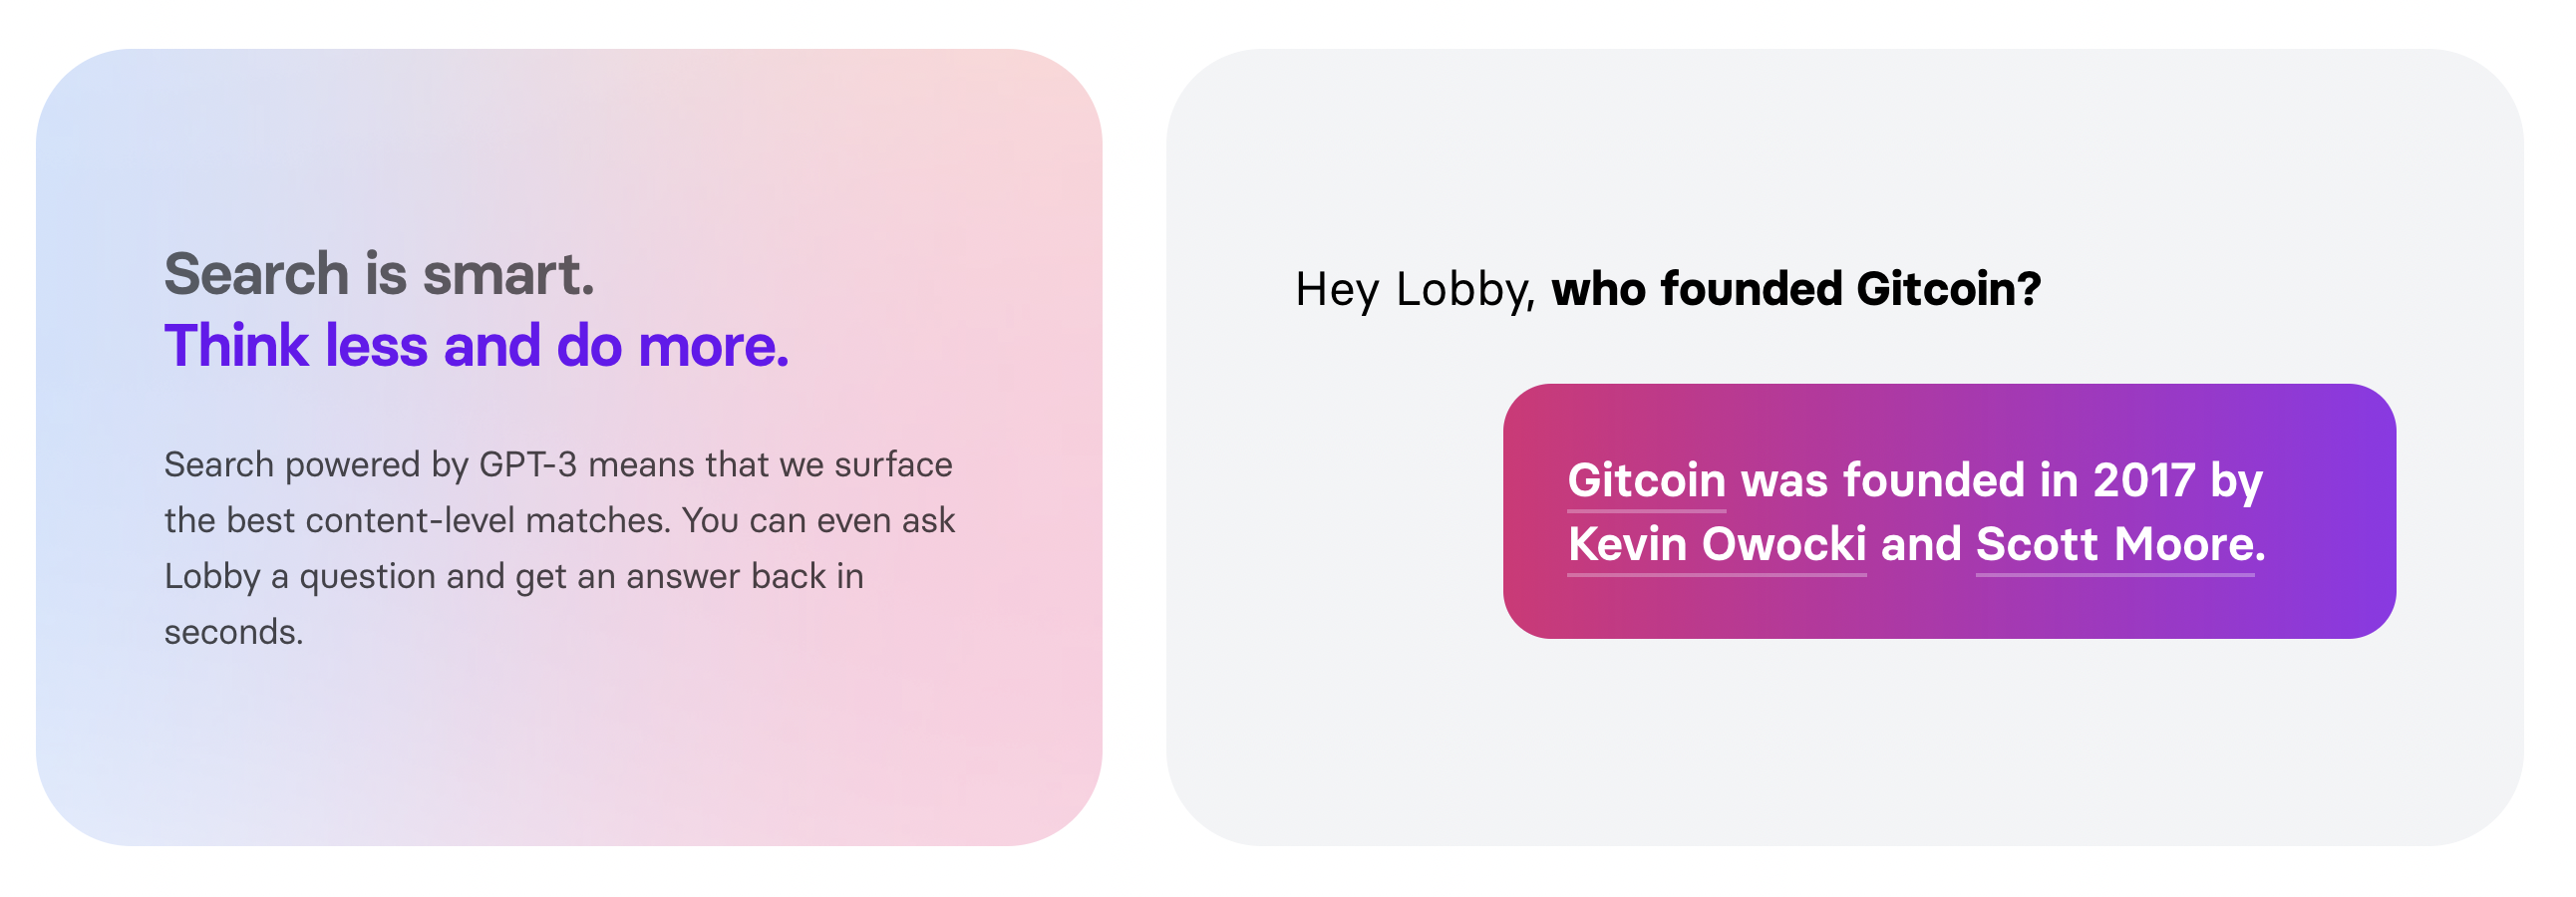 Search is smart.
Think less and do more.
Search powered by GPT-3 means that we surface
the best content-level matches. You can even ask
Lobby a question and get an answer back in
seconds.
Hey Lobby, who founded Gitcoin?
Gitcoin was founded in 2017 by
Kevin Owocki and Scott Moore.